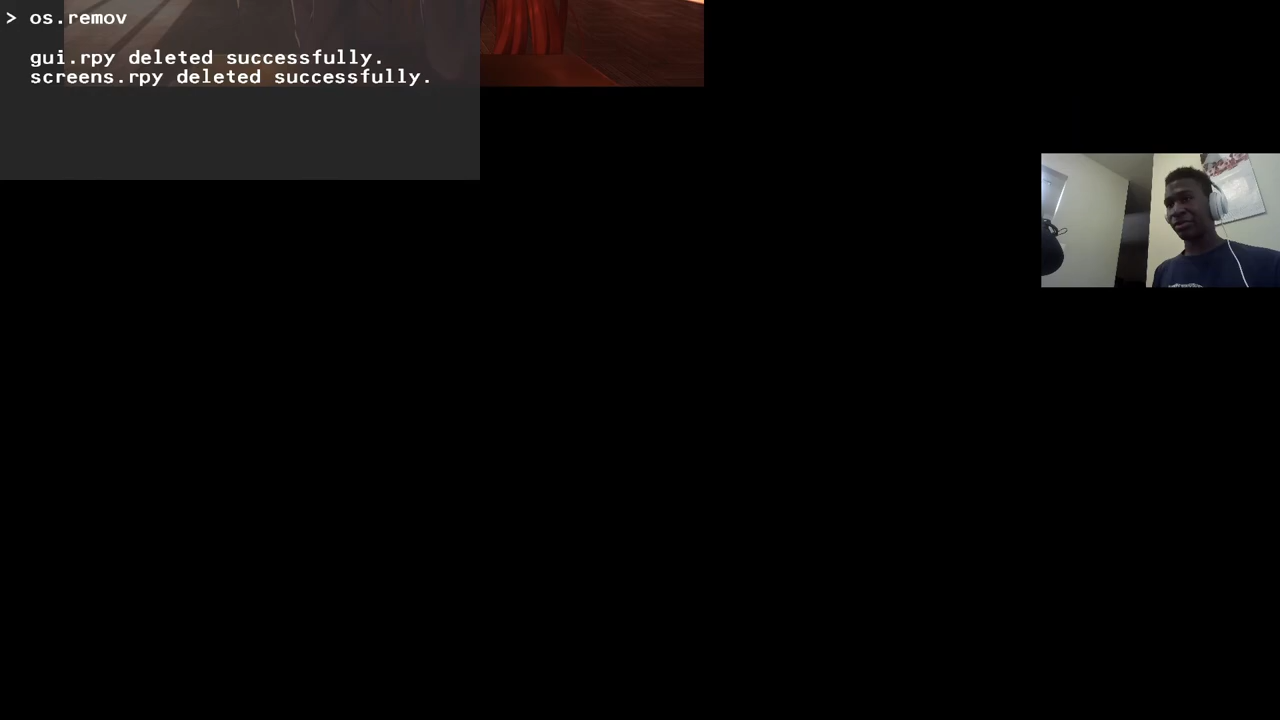 > os.remov
gui.rpy deleted successfully.
screens.rpy deleted successfully.